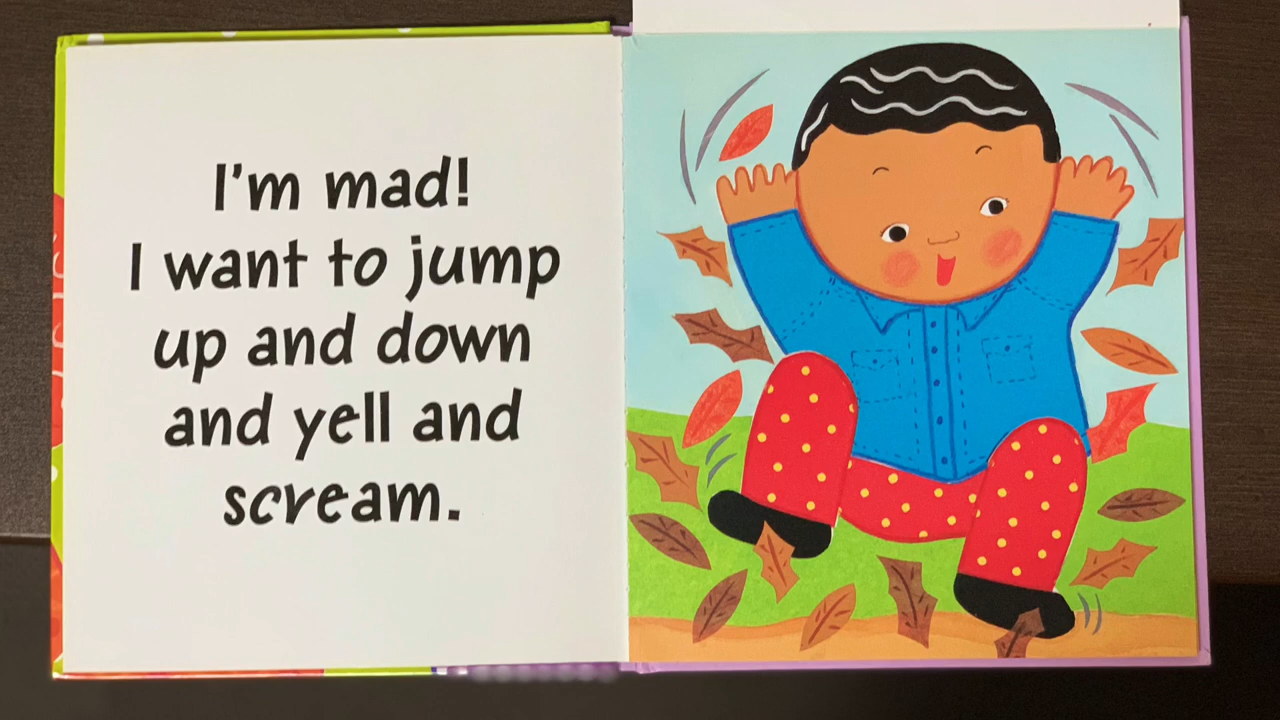 I'm mad!
I want to jump
up and down
and yell and
scream.